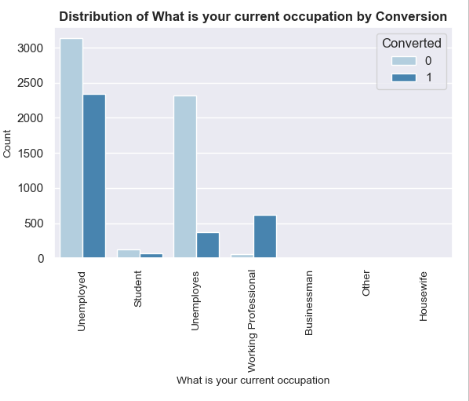 Distribution of What is your current occupation by Conversion
Converted
0
1
3000
2500
2000
1500
1000
500
0
Count
Unemployed
Student
Unemployes
Working Professional
Businessman
Other
Housewife
What is your current occupation